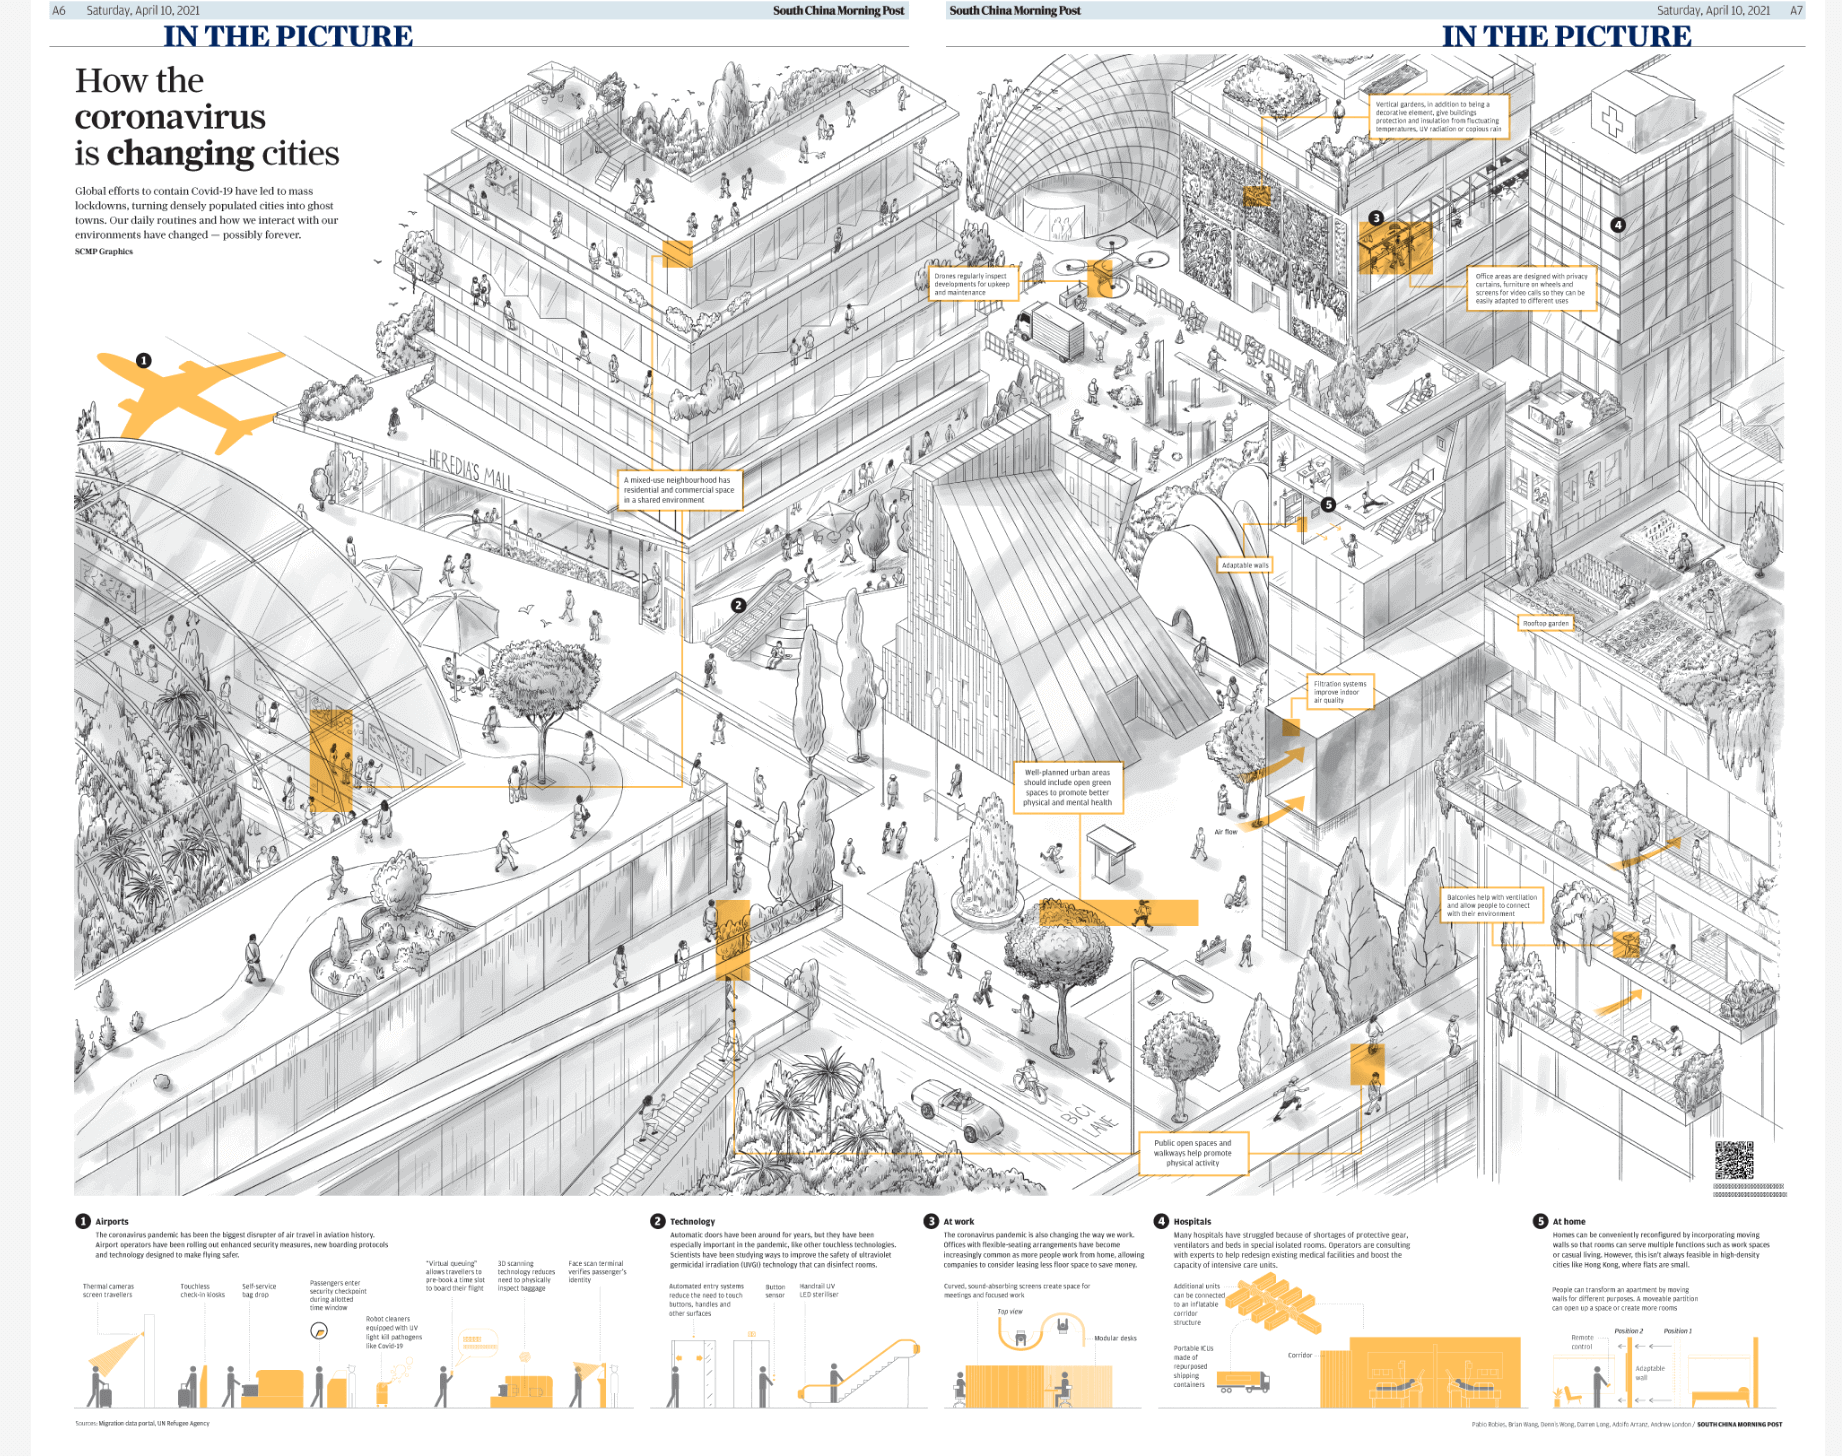 A6 Saturday, April 10, 2021 South China Morning Post
South China Morning Post Saturday, April 10, 2021 A7
IN THE PICTURE
IN THE PICTURE
How the
coronavirus
is changing cities
Global efforts to contain Covid-19 have led to mass
lockdowns, turning densely populated cities into ghost
towns. Our daily routines and how we interact with our
environments have changed — possibly forever.
SCMP Graphics
Vertical gardens, in addition to being a
decorative element, give buildings
protection and insulation from fluctuating
temperatures, UV radiation or copious rain
3
4
Drones regularly inspect
developments for upkeep
and maintenance
Office areas are designed with privacy
curtains, furniture on wheels and
screens for video calls so they can be
easily adapted to different uses
1
HEREDIA'S MALL
A mixed-use neighbourhood has
residential and commercial space
in a shared environment
5
Adaptable walls
2
Rooftop garden
Filtration systems
improve indoor
air quality
Well-planned urban areas
should include open green
spaces to promote better
physical and mental health
Air flow
Balconies help with ventilation
and allow people to connect
with their environment
BICI
LANE
Public open spaces and
walkways help promote
physical activity
1 Airports
The coronavirus pandemic has been the biggest disrupter of air travel in aviation history.
Airport operators have been rolling out enhanced security measures, new boarding protocols
and technology designed to make flying safer.
Thermal cameras
screen travellers
Touchless
check-in kiosks
Self-service
bag drop
Passengers enter
security checkpoint
during allotted
time window
Robot cleaners
equipped with UV
light kill pathogens
like Covid-19
"Virtual queuing"
allows travellers to
pre-book a time slot
to board their flight
3D scanning
technology reduces
need to physically
inspect baggage
Face scan terminal
verifies passenger's
identity
2 Technology
Automatic doors have been around for years, but they have been
especially important in the pandemic, like other touchless technologies.
Scientists have been studying ways to improve the safety of ultraviolet
germicidal irradiation (UVGI) technology that can disinfect rooms.
Automated entry systems
reduce the need to touch
buttons, handles and
other surfaces
Button
sensor
Handrail UV
LED steriliser
3 At work
The coronavirus pandemic is also changing the way we work.
Offices with flexible-seating arrangements have become
increasingly common as more people work from home, allowing
companies to consider leasing less floor space to save money.
Curved, sound-absorbing screens create space for
meetings and focused work
Top view
Modular desks
4 Hospitals
Many hospitals have struggled because of shortages of protective gear,
ventilators and beds in special isolated rooms. Operators are consulting
with experts to help redesign existing medical facilities and boost the
capacity of intensive care units.
Additional units
can be connected
to an inflatable
corridor
structure
Portable ICUs
made of
repurposed
shipping
containers
Corridor
5 At home
Homes can be conveniently reconfigured by incorporating moving
walls so that rooms can serve multiple functions such as work spaces
or casual living. However, this isn't always feasible in high-density
cities like Hong Kong, where flats are small.
People can transform an apartment by moving
walls for different purposes. A moveable partition
can open up a space or create more rooms
Remote
control
Position 2
Position 1
Adaptable
wall
Sources: Migration data portal, UN Refugee Agency
Pablo Robles, Brian Wang, Dennis Wong, Darren Long, Adolfo Arranz, Andrew London / SOUTH CHINA MORNING POST